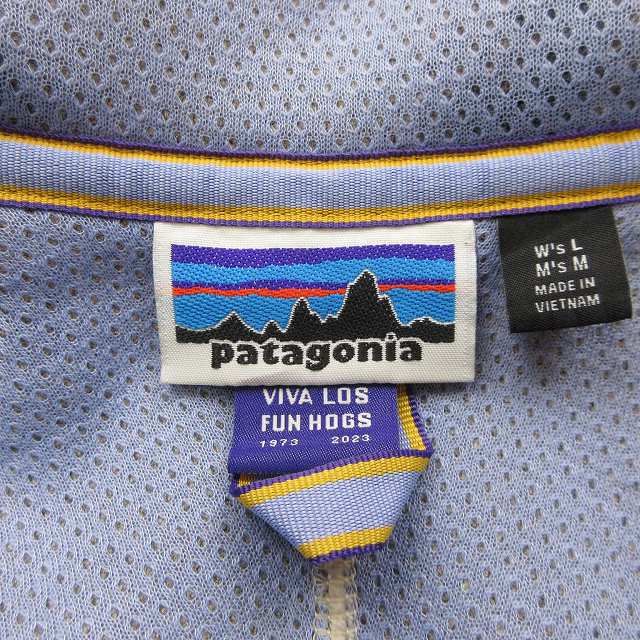 W's L
M's M
MADE IN
VIETNAM
patagonia
VIVA LOS
FUN HOGS
1973 2023